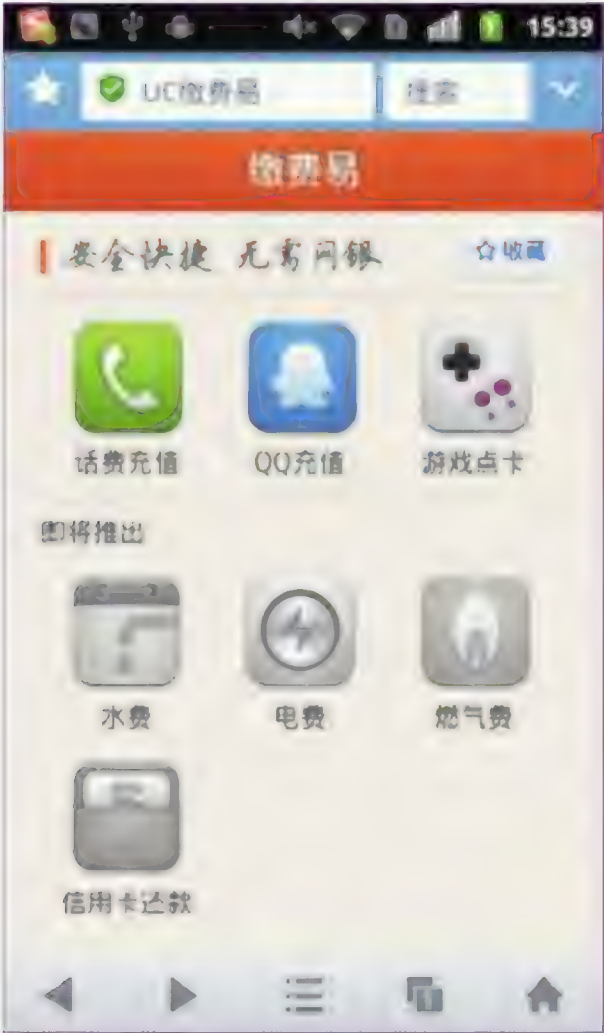 15:39
UC缴费易 搜索
缴费易
安全快捷 无需网银 收藏
话费充值 QQ充值 游戏点卡
即将推出
水费 电费 燃气费
信用卡还款
1